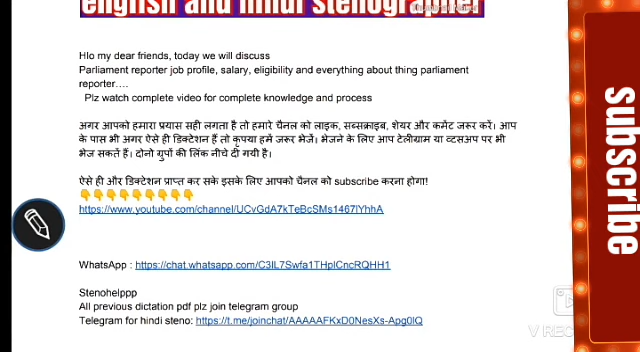 english and hindi stenographer
Hlo my dear friends, today we will discuss
Parliament reporter job profile, salary, eligibility and everything about thing parliament
reporter....
Plz watch complete video for complete knowledge and process
अगर आपको हमारा प्रयास सही लगता है तो हमारे चैनल को लाइक, सब्सक्राइब, शेयर और कमेंट जरूर करें। आप
के पास भी अगर ऐसे ही डिक्टेशन हैं तो कृपया हमें जरूर भेजें। भेजने के लिए आप टेलीग्राम या व्टसअप पर भी
भेज सकतें हैं। दोनो ग्रुपों की लिंक नीचे दी गयी है।
ऐसे ही और डिक्टेशन प्राप्त कर सके इसके लिए आपको चैनल को subscribe करना होगा!
👇👇👇👇👇👇👇👇👇
https://www.youtube.com/channel/UCvGdA7kTeBcSMs1467lYhhA
WhatsApp : https://chat.whatsapp.com/C3IL7Swfa1THplCncRQHH1
Stenohelppp
All previous dictation pdf plz join telegram group
Telegram for hindi steno: https://t.me/joinchat/AAAAAFKxD0NesXs-Apg0lQ
Subscribe
V REC